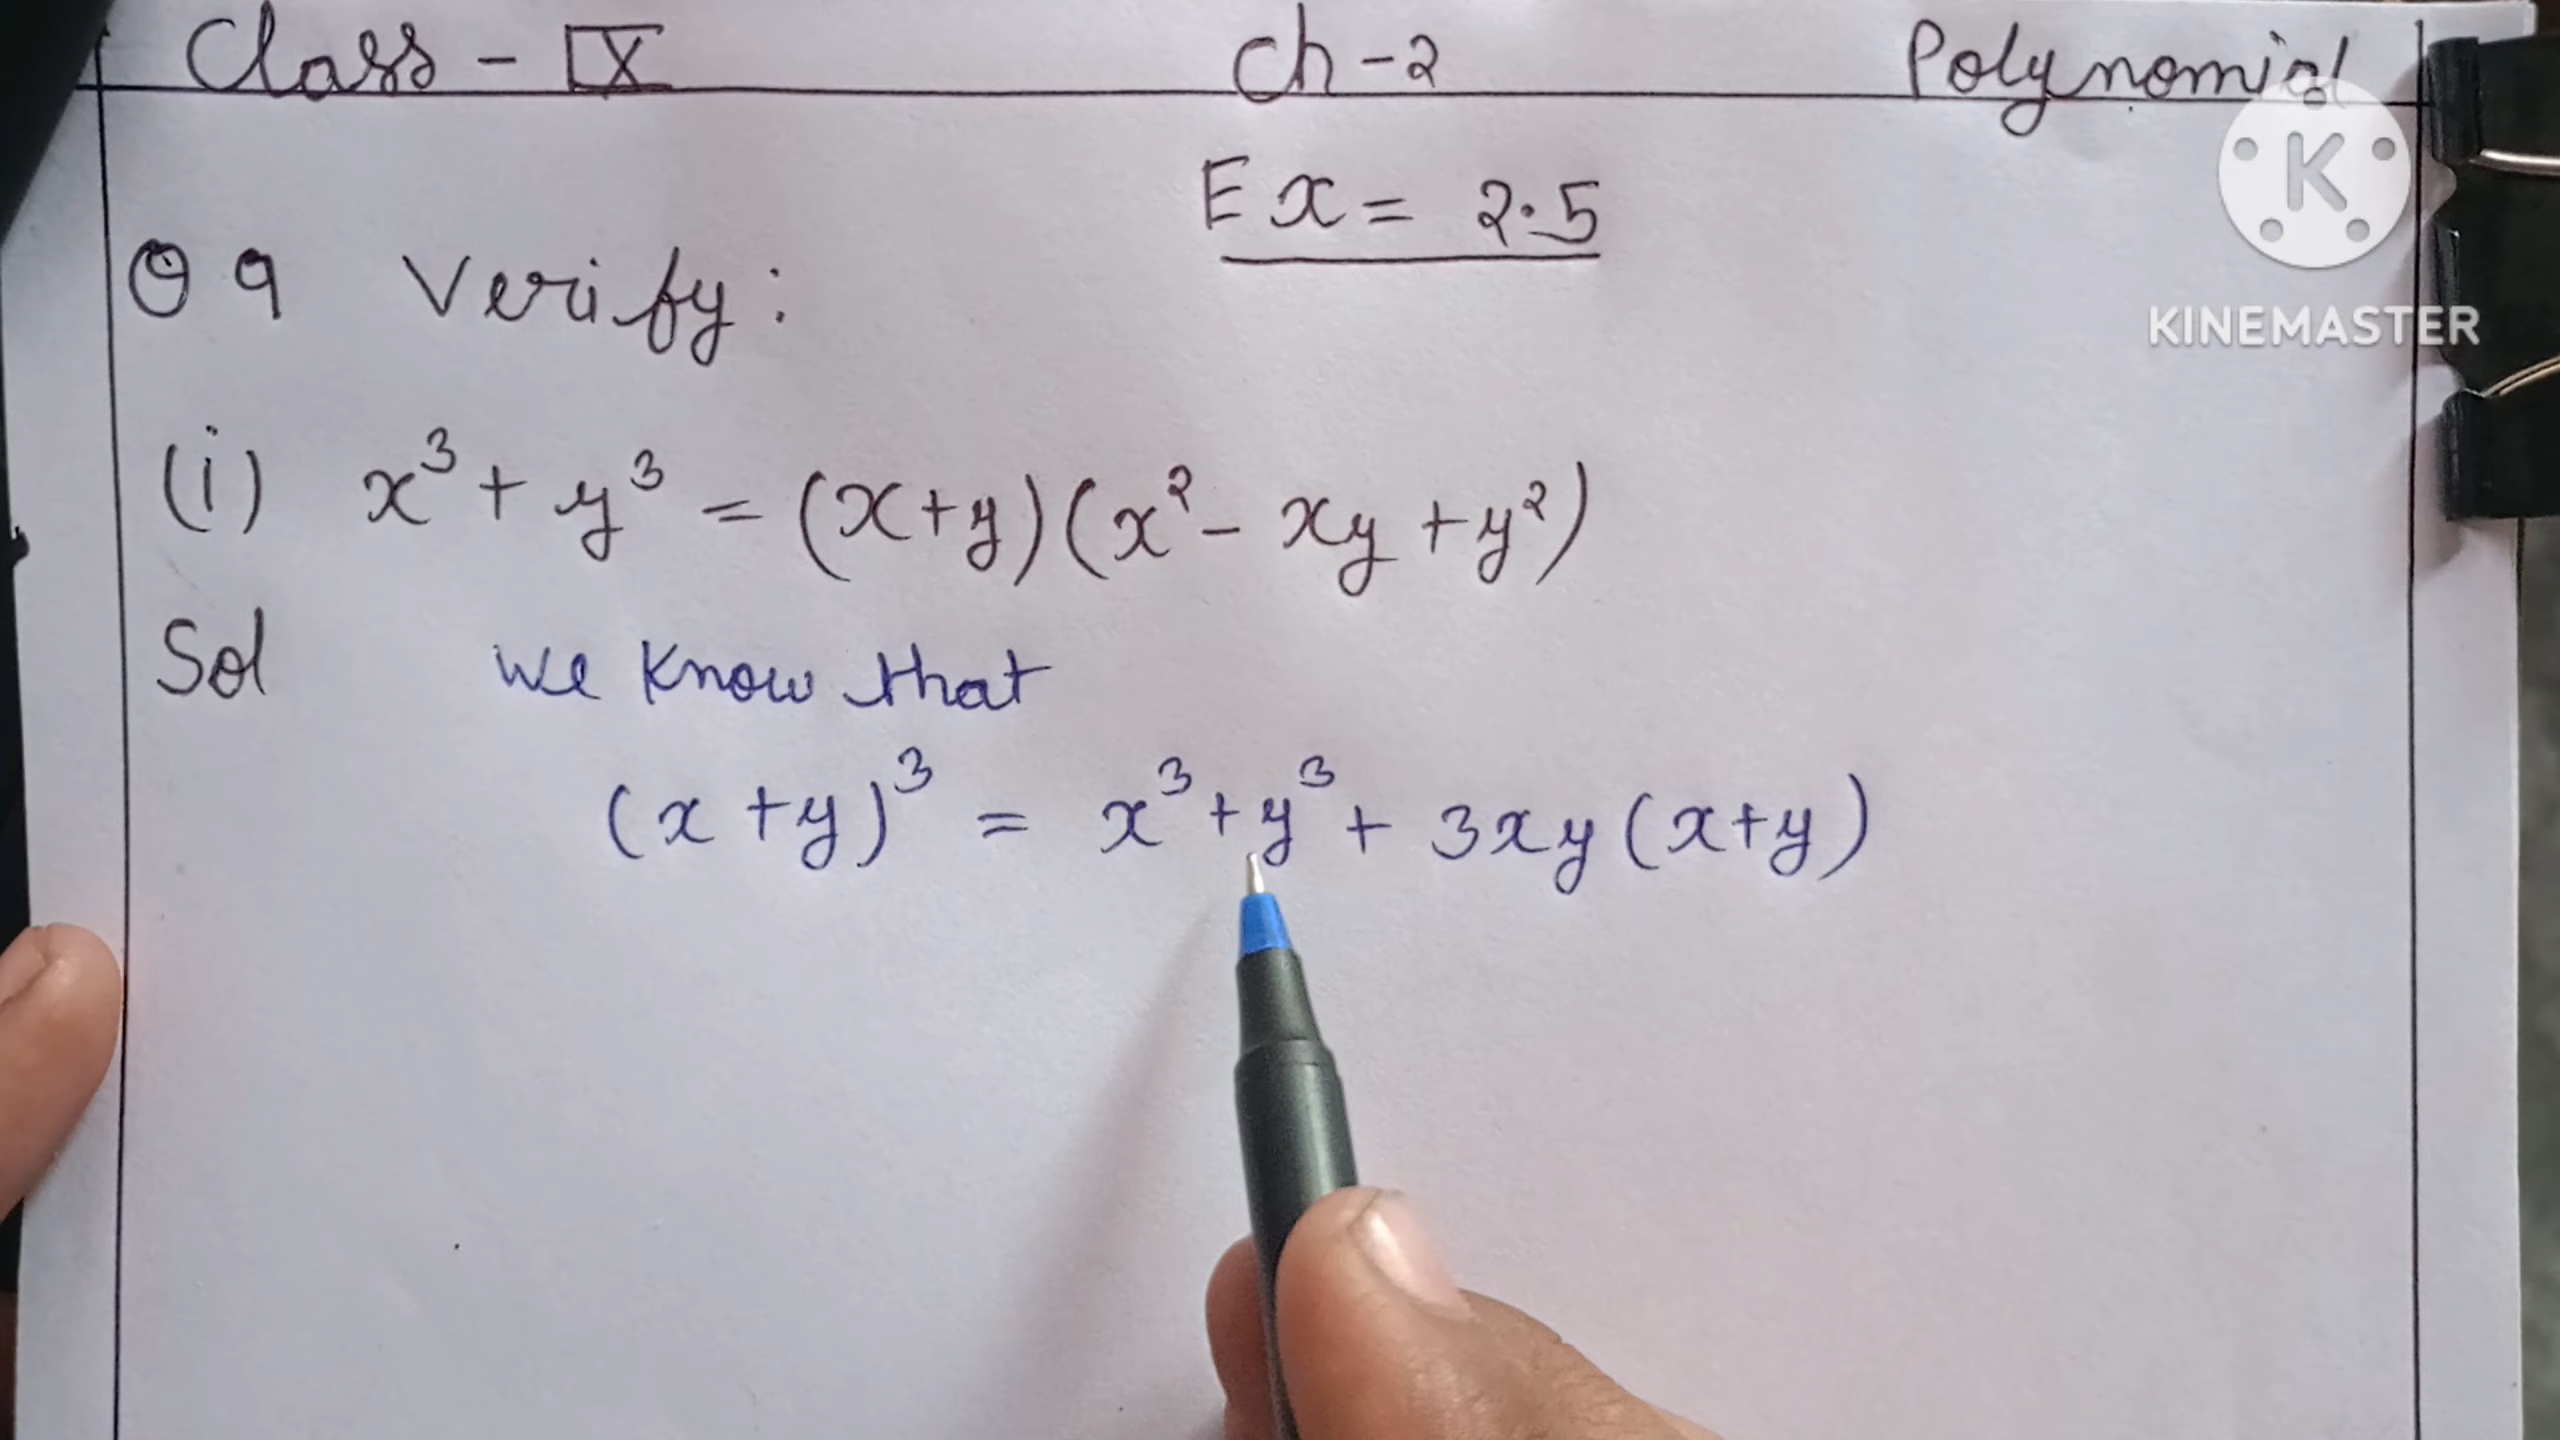 Class - IX Ch-2 Polynomial
Ex = 2.5
Q 9 Verify:
(i) x³ + y³ = (x+y)(x² - xy + y²)
Sol We know that
(x + y)³ = x³ + y³ + 3xy(x+y)
K
KINEMASTER